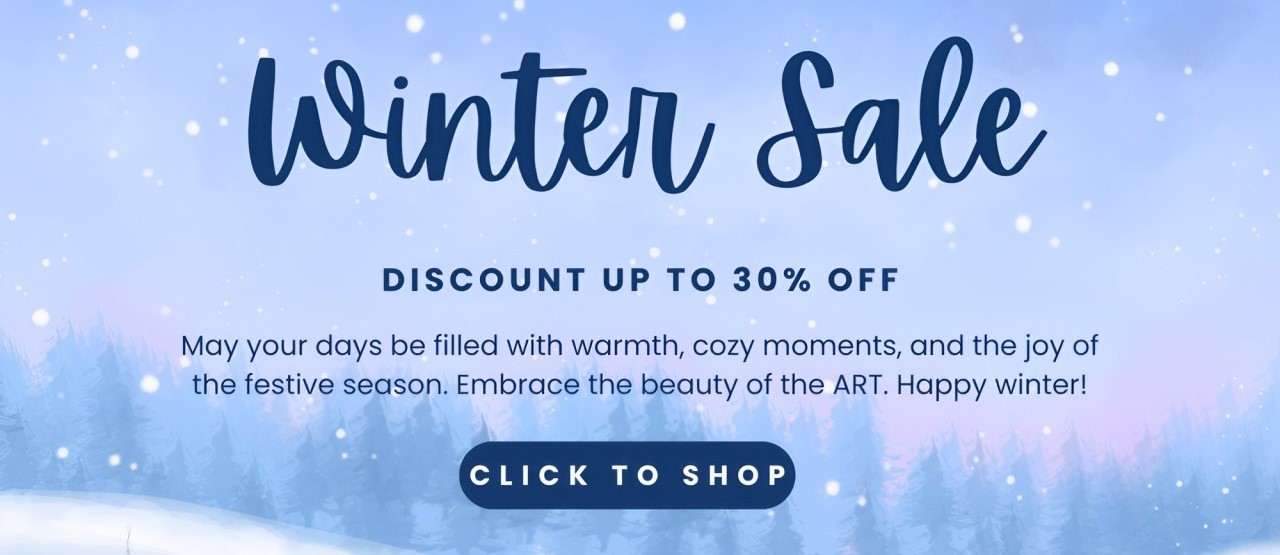 Winter Sale
DISCOUNT UP TO 30% OFF
May your days be filled with warmth, cozy moments, and the joy of
the festive season. Embrace the beauty of the ART. Happy winter!
CLICK TO SHOP